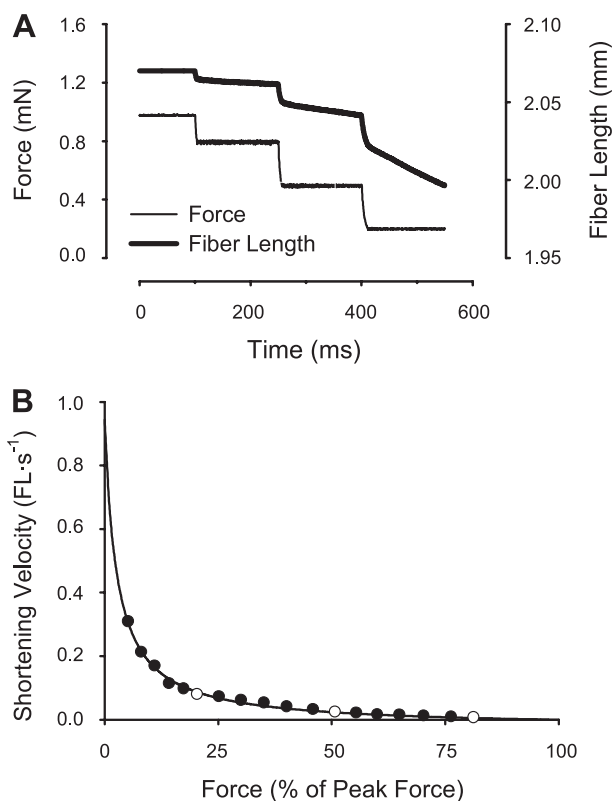 A
Force (mN)
1.6
1.2
0.8
0.4
0.0
Force
Fiber Length
2.10
2.05
2.00
1.95
Fiber Length (mm)
0
200
400
600
Time (ms)
B
Shortening Velocity (FL·s⁻¹)
1.0
0.8
0.6
0.4
0.2
0.0
0
25
50
75
100
Force (% of Peak Force)